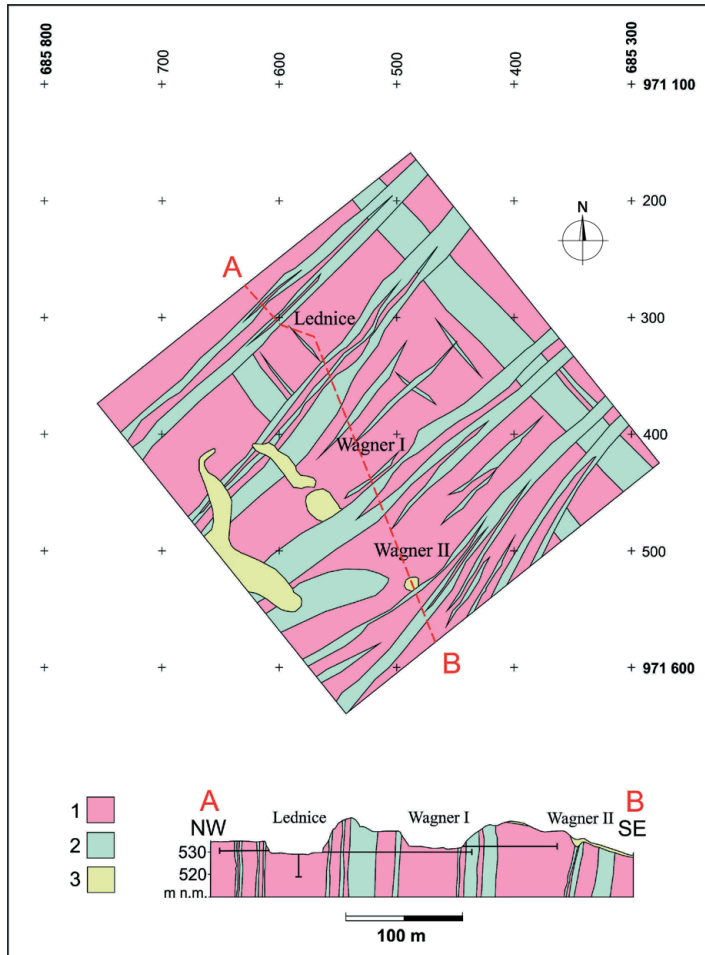 685 800
700
600
500
400
685 300
971 100
200
N
A
300
Lednice
400
Wagner I
Wagner II
500
B
971 600
1
2
3
A
NW
Lednice
Wagner I
Wagner II
B
SE
530
520
m n.m.
100 m